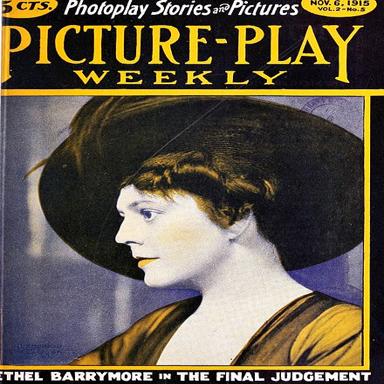 5 CTS.
Photoplay Stories and Pictures
NOV. 6, 1915
VOL. 2 - No. 5
PICTURE-PLAY
WEEKLY
ETHEL BARRYMORE IN THE FINAL JUDGEMENT